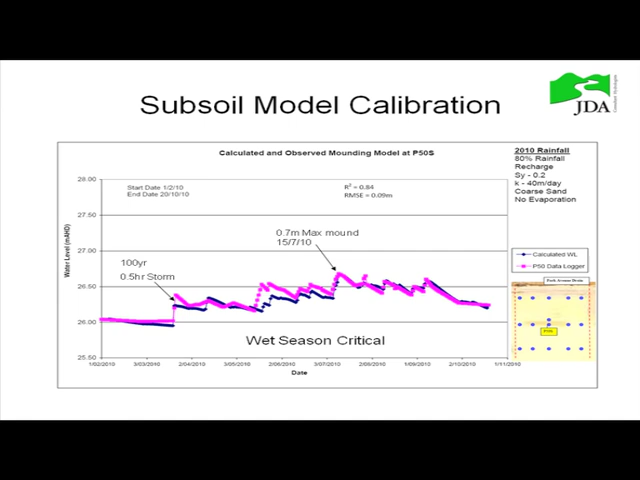 Subsoil Model Calibration
JDA
Calculated and Observed Mounding Model at P50S
2010 Rainfall
80% Rainfall
Recharge
Sy - 0.2
k - 40m/day
Coarse Sand
No Evaporation
28.00
27.50
27.00
26.50
26.00
25.50
Water Level (mAHD)
Start Date 1/2/10
End Date 20/10/10
R² = 0.84
RMSE = 0.09m
0.7m Max mound
15/7/10
100yr
0.5hr Storm
Wet Season Critical
Calculated WL
P50 Data Logger
1/02/2010 3/03/2010 2/04/2010 3/05/2010 2/06/2010 2/07/2010 2/08/2010 1/09/2010 2/10/2010 1/11/2010
Date